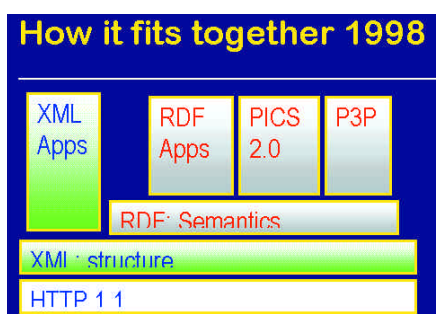 How it fits together 1998
XML
Apps
RDF
Apps
PICS
2.0
P3P
RDF: Semantics
XML: structure
HTTP 1.1